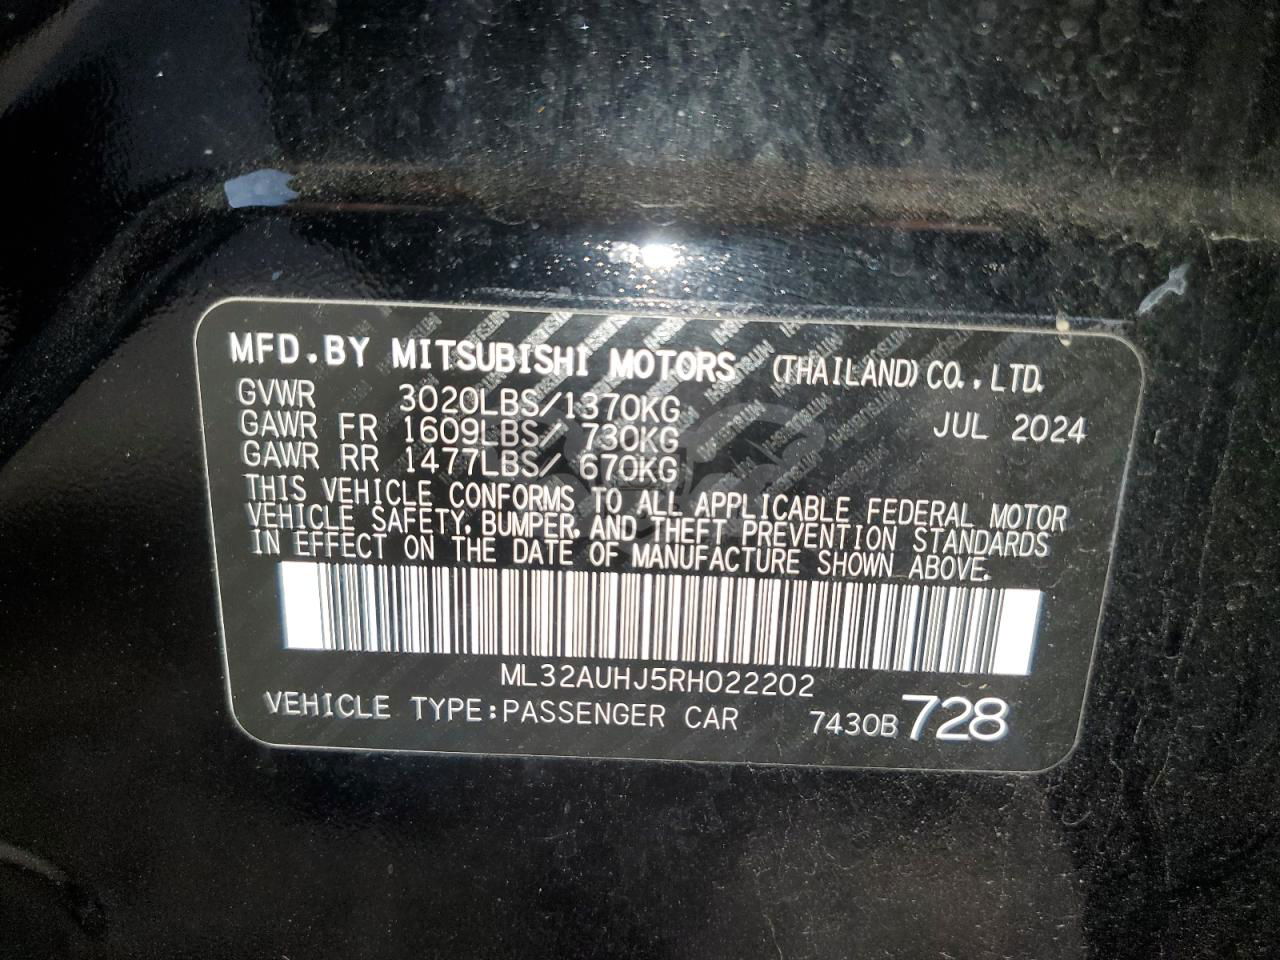 MFD.BY MITSUBISHI MOTORS (THAILAND) CO.,LTD.
GVWR 3020LBS/1370KG JUL 2024
GAWR FR 1609LBS/ 730KG
GAWR RR 1477LBS/ 670KG
THIS VEHICLE CONFORMS TO ALL APPLICABLE FEDERAL MOTOR
VEHICLE SAFETY, BUMPER, AND THEFT PREVENTION STANDARDS
IN EFFECT ON THE DATE OF MANUFACTURE SHOWN ABOVE.
ML32AUHJ5RH022202
VEHICLE TYPE:PASSENGER CAR 7430B 728